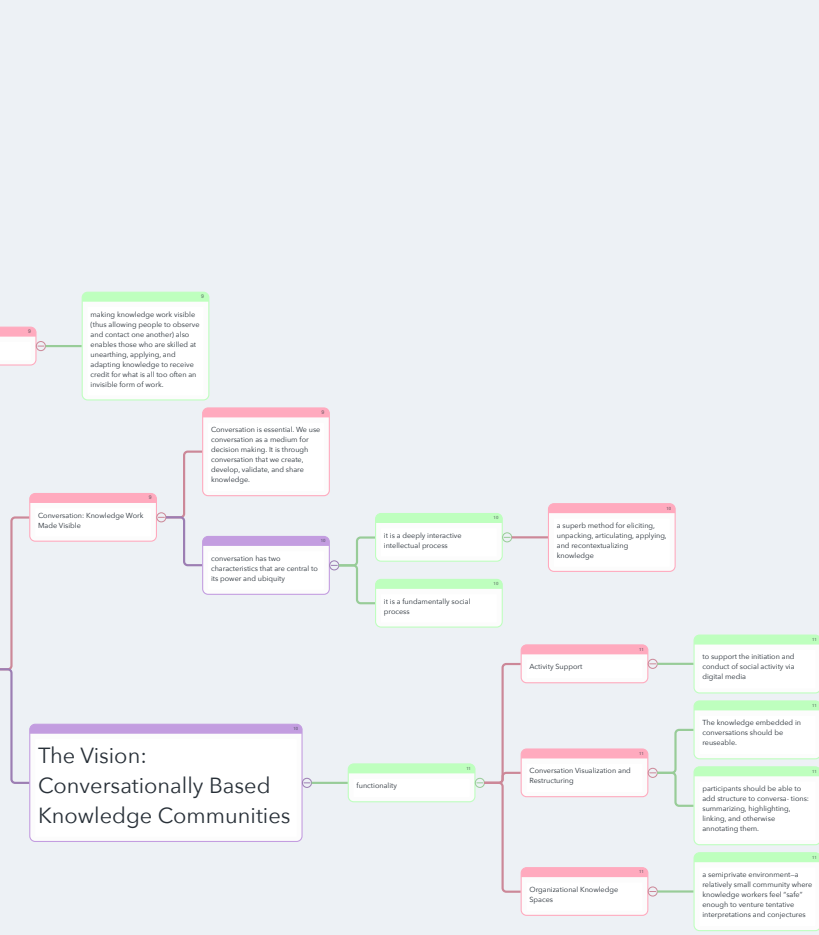 making knowledge work visible
(thus allowing people to observe
and contact one another) also
enables those who are skilled at
unearthing, applying, and
adapting knowledge to receive
credit for what is all too often an
invisible form of work.
Conversation is essential. We use
conversation as a medium for
decision making. It is through
conversation that we create,
develop, validate, and share
knowledge.
Conversation: Knowledge Work
Made Visible
conversation has two
characteristics that are central to
its power and ubiquity
it is a deeply interactive
intellectual process
a superb method for eliciting,
unpacking, articulating, applying,
and recontextualizing
knowledge
it is a fundamentally social
process
The Vision:
Conversationally Based
Knowledge Communities
functionality
11
Activity Support
11
to support the initiation and
conduct of social activity via
digital media
11
Conversation Visualization and
Restructuring
11
The knowledge embedded in
conversations should be
reuseable.
11
participants should be able to
add structure to conversa- tions:
summarizing, highlighting,
linking, and otherwise
annotating them.
11
Organizational Knowledge
Spaces
11
a semiprivate environment—a
relatively small community where
knowledge workers feel "safe"
enough to venture tentative
interpretations and conjectures
11